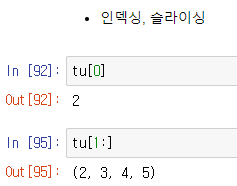 • 인덱싱, 슬라이싱
In [92]: tu[0]
Out[92]: 2
In [95]: tu[1:]
Out[95]: (2, 3, 4, 5)